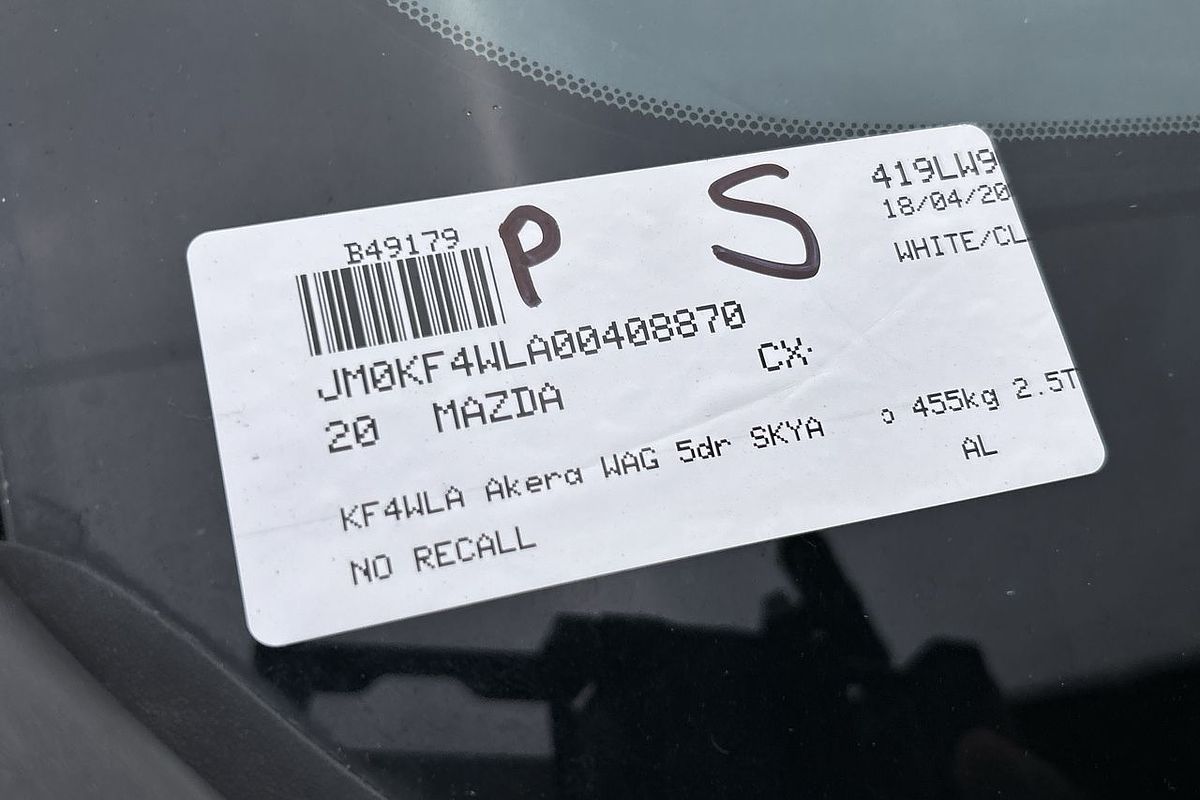 419LW9
18/04/20
WHITE/CL
P S
B49179
JM0KF4WLA00408870
20 MAZDA CX-
KF4WLA Akera WAG 5dr SKYA o 455kg 2.5T
NO RECALL AL